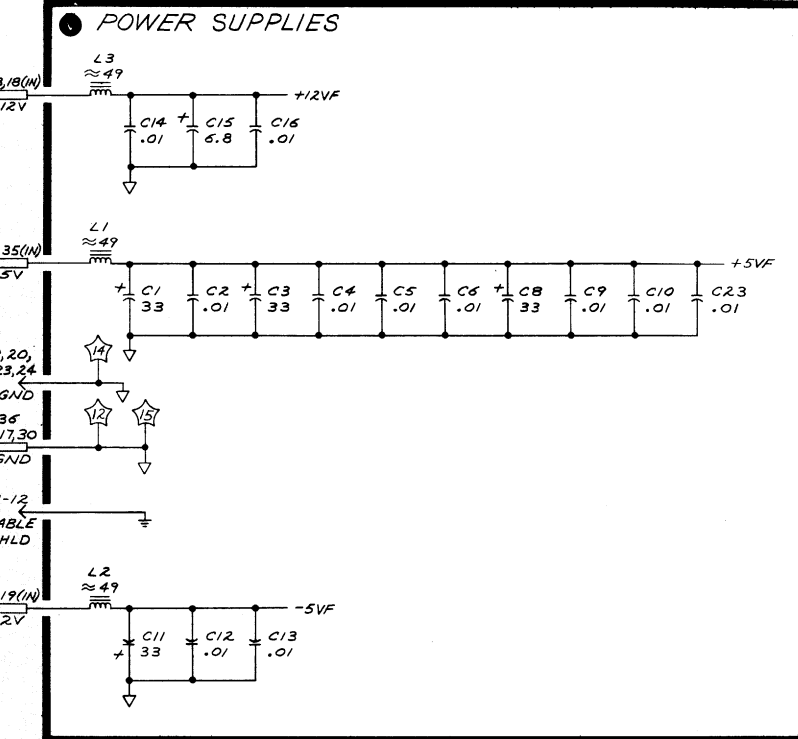 POWER SUPPLIES
L3
≈49
,18(IN)
12V
+12VF
C14
.01
+ C15
6.8
C16
.01
L1
≈49
35(IN)
5V
+5VF
+ C1
33
C2
.01
+ C3
33
C4
.01
C5
.01
C6
.01
+ C8
33
C9
.01
C10
.01
C23
.01
14
,20,
23,24
GND
12
15
36
17,30
GND
-12
ABLE
HLD
L2
≈49
19(IN)
2V
-5VF
C11
+ 33
C12
.01
C13
.01